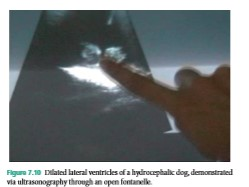 Figure 7.10 Dilated lateral ventricles of a hydrocephalic dog, demonstrated
via ultrasonography through an open fontanelle.